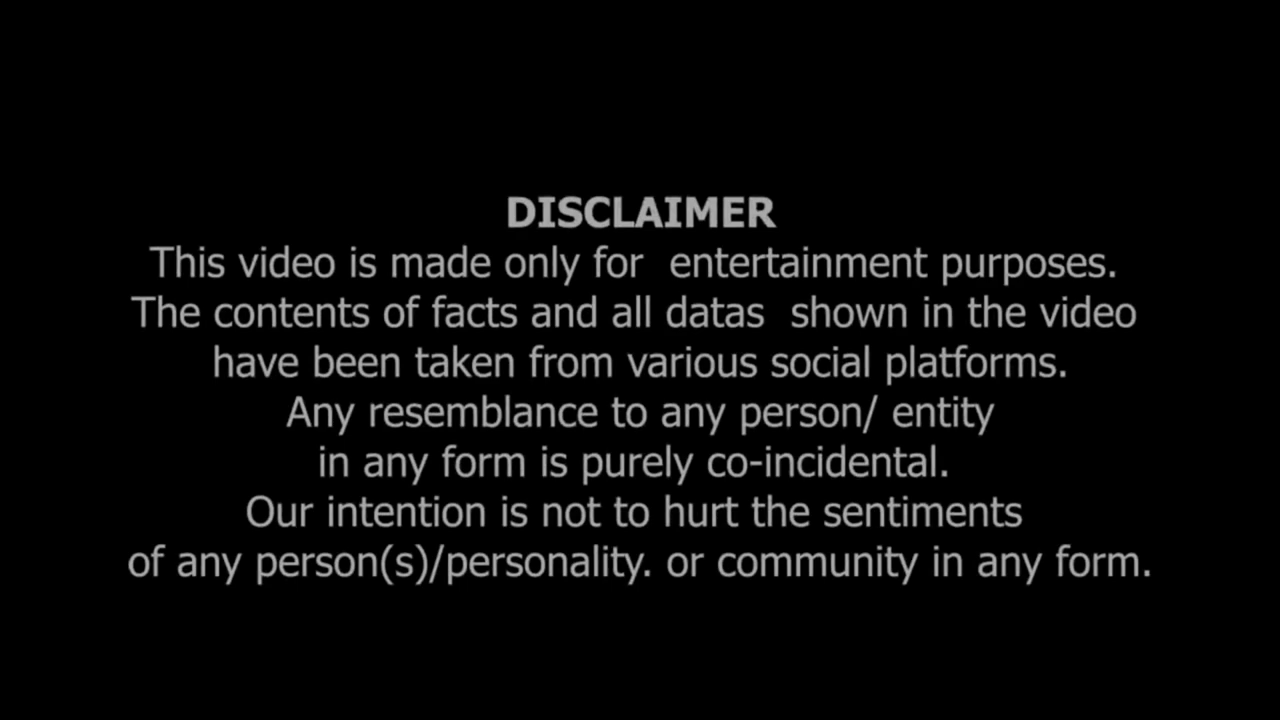 DISCLAIMER
This video is made only for  entertainment purposes.
The contents of facts and all datas  shown in the video
have been taken from various social platforms.
Any resemblance to any person/ entity
in any form is purely co-incidental.
Our intention is not to hurt the sentiments
of any person(s)/personality. or community in any form.